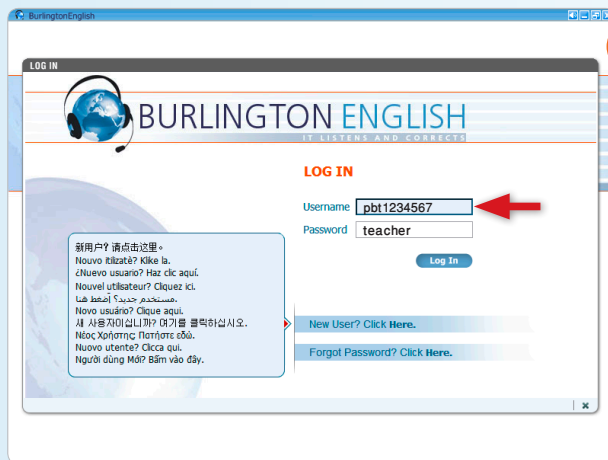 BurlingtonEnglish
LOG IN
BURLINGTON ENGLISH
IT LISTENS AND CORRECTS
LOG IN
Username pbt1234567
Password teacher
Log In
新用户? 请点击这里。
Nouvo itilizatè? Klike la.
¿Nuevo usuario? Haz clic aquí.
Nouvel utilisateur? Cliquez ici.
مستخدم جديد؟ إضغط هنا.
Novo usuário? Clique aqui.
새 사용자이십니까? 여기를 클릭하십시오.
Νέος Χρήστης; Πατήστε εδώ.
Nuovo utente? Clicca qui.
Người dùng Mới? Bấm vào đây.
New User? Click Here.
Forgot Password? Click Here.